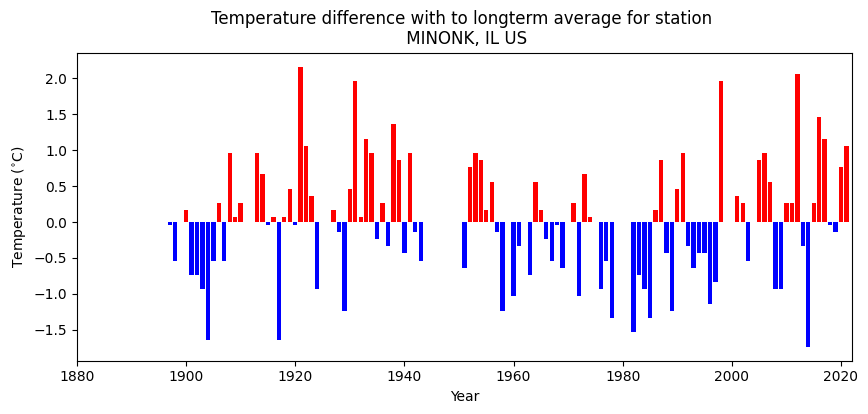 Temperature difference with to longterm average for station
MINONK, IL US
Temperature (°C)
2.0
1.5
1.0
0.5
0.0
−0.5
−1.0
−1.5
1880 1900 1920 1940 1960 1980 2000 2020
Year